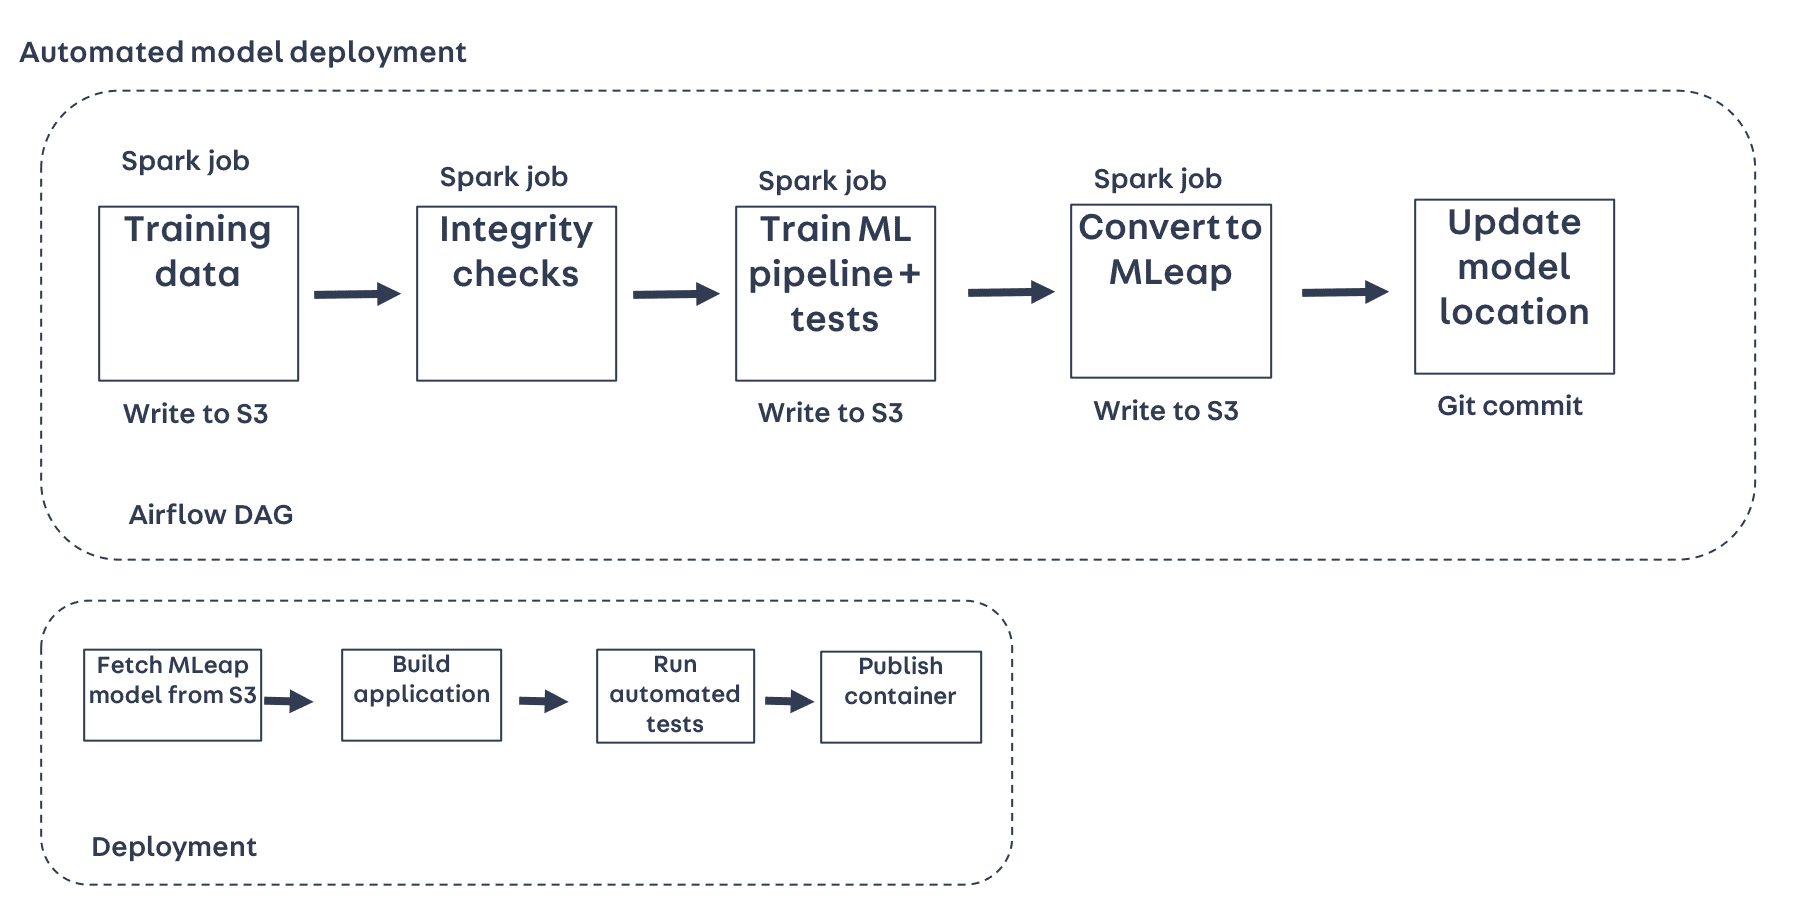 Automated model deployment
Spark job
Spark job
Spark job
Spark job
Training
data
Integrity
checks
Train ML
pipeline +
tests
Convert to
MLeap
Update
model
location
Write to S3
Write to S3
Write to S3
Git commit
Airflow DAG
Fetch MLeap
model from S3
Build
application
Run
automated
tests
Publish
container
Deployment